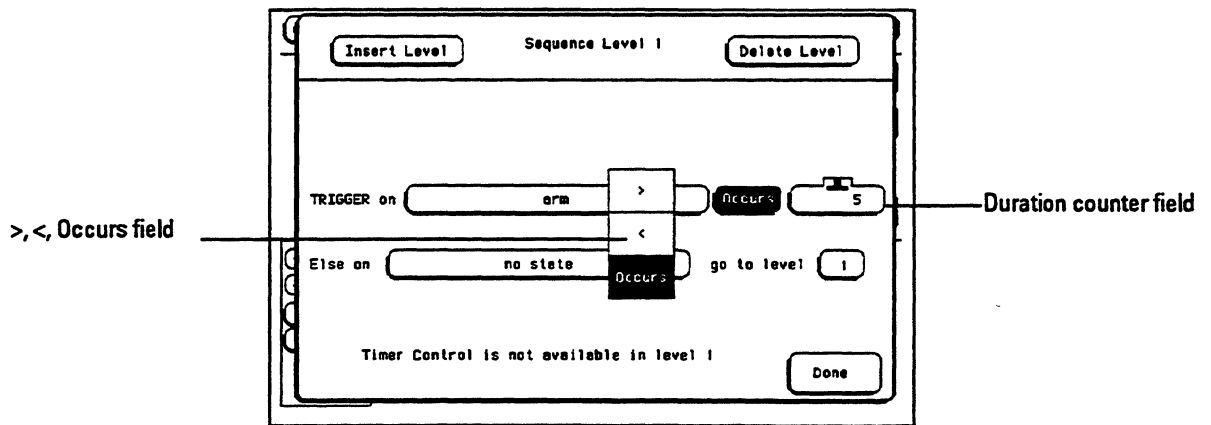 Insert Level Sequence Level 1 Delete Level
TRIGGER on arm > Occurs 5 Duration counter field
>, <, Occurs field <
Else on no state Occurs go to level 1
Timer Control is not available in level 1
Done